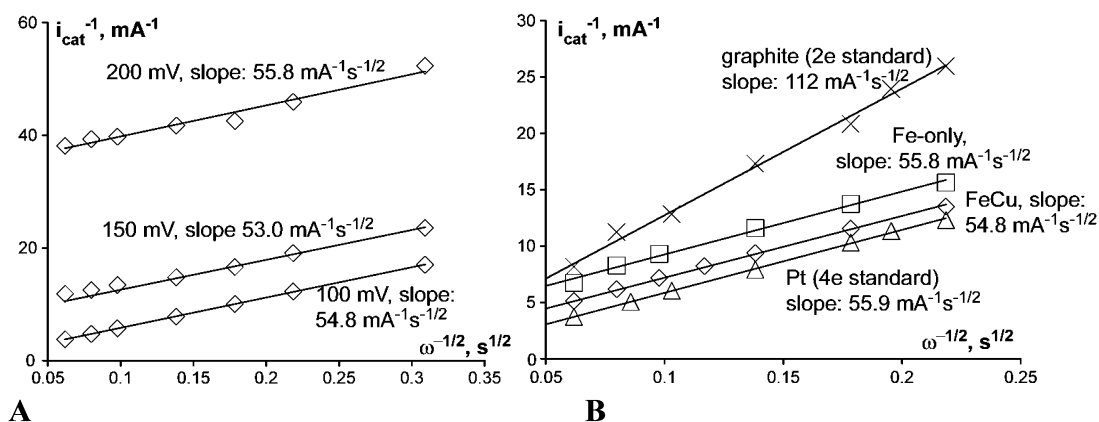 60
i_cat^-1, mA^-1
200 mV, slope: 55.8 mA^-1s^-1/2
40
150 mV, slope 53.0 mA^-1s^-1/2
20
100 mV, slope:
54.8 mA^-1s^-1/2
ω^-1/2, s^1/2
0
0.05 0.1 0.15 0.2 0.25 0.3 0.35
A
30
i_cat^-1, mA^-1
graphite (2e standard)
slope: 112 mA^-1s^-1/2
25
20
Fe-only,
slope: 55.8 mA^-1s^-1/2
15
FeCu, slope:
54.8 mA^-1s^-1/2
10
Pt (4e standard)
slope: 55.9 mA^-1s^-1/2
5
ω^-1/2, s^1/2
0
0.05 0.1 0.15 0.2 0.25
B